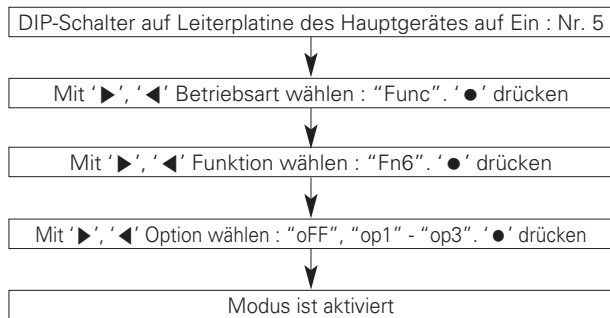 DIP-Schalter auf Leiterplatine des Hauptgerätes auf Ein : Nr. 5
Mit ‘▶’, ‘◀’ Betriebsart wählen : “Func”. ‘●’ drücken
Mit ‘▶’, ‘◀’ Funktion wählen : “Fn6”. ‘●’ drücken
Mit ‘▶’, ‘◀’ Option wählen : “oFF”, “op1” - “op3”. ‘●’ drücken
Modus ist aktiviert